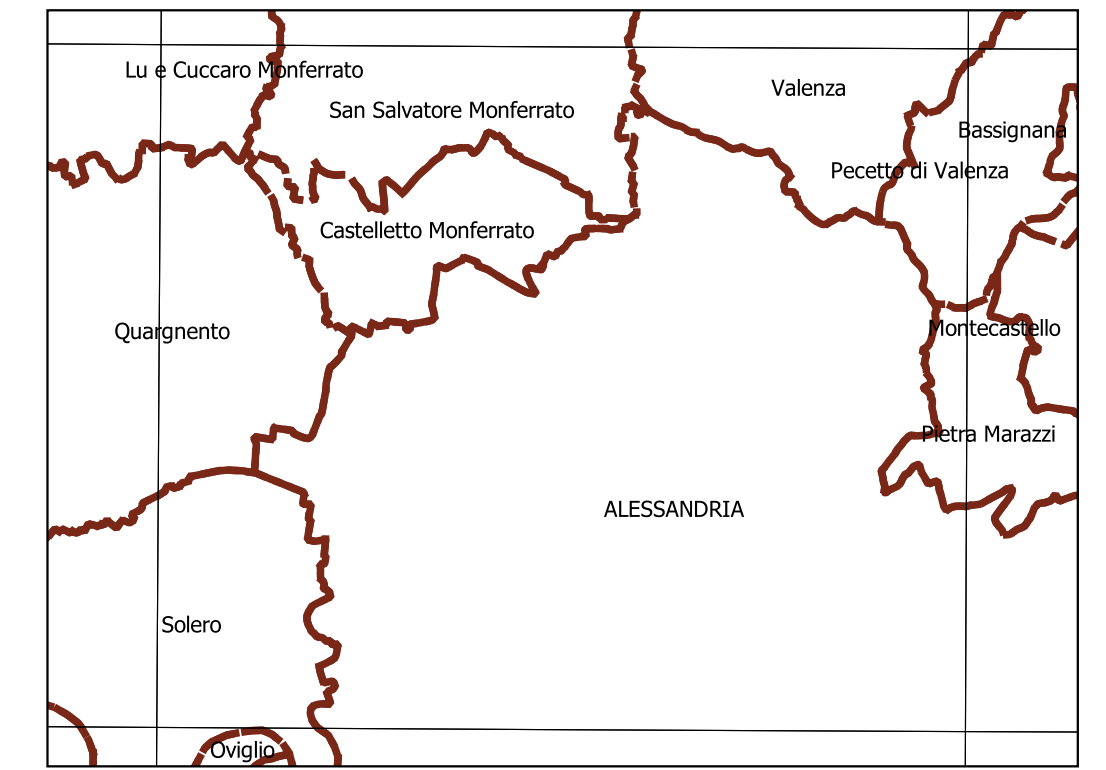 Lu e Cuccaro Monferrato
Valenza
San Salvatore Monferrato
Bassignana
Pecetto di Valenza
Castelletto Monferrato
Quargnento
Montecastello
Pietra Marazzi
ALESSANDRIA
Solero
Oviglio